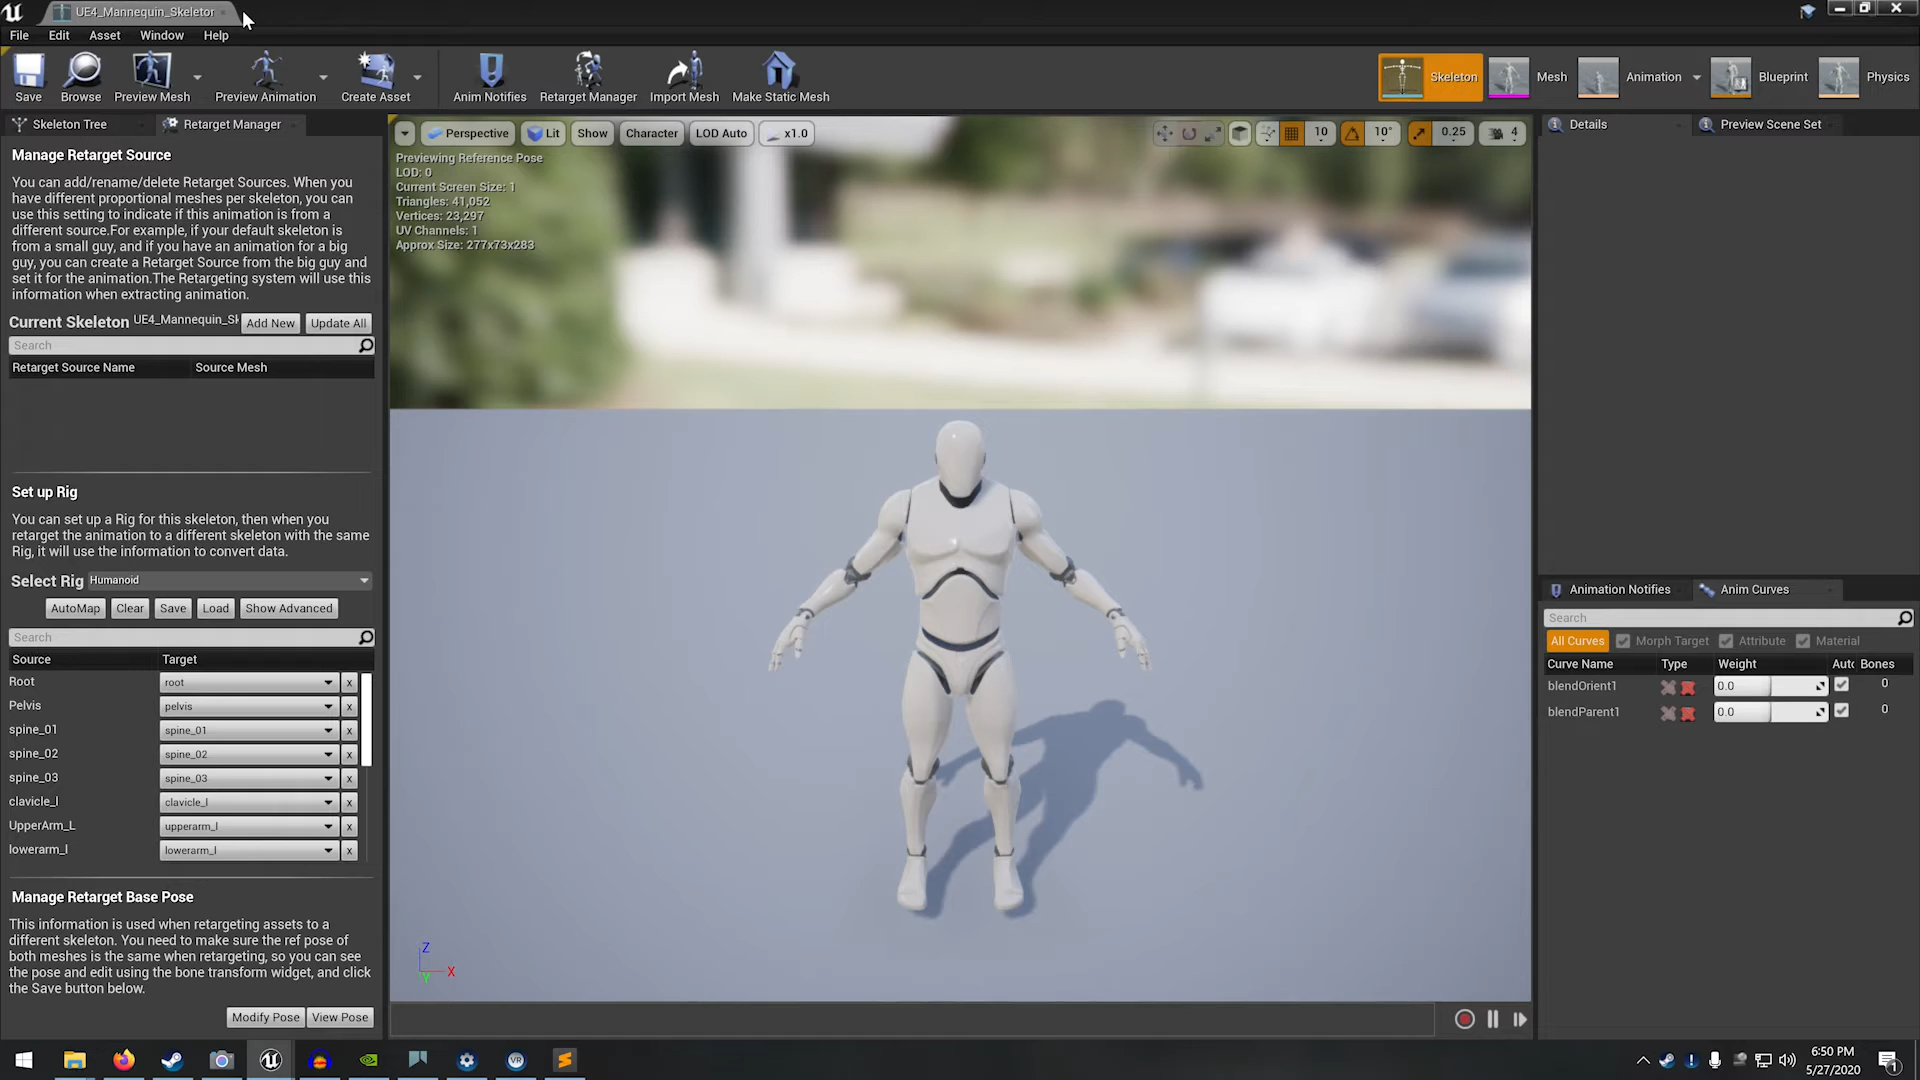 UE4_Mannequin_Skeletor
File Edit Asset Window Help
Save Browse Preview Mesh Preview Animation Create Asset Anim Notifies Retarget Manager Import Mesh Make Static Mesh
Skeleton Mesh Animation Blueprint Physics
Skeleton Tree Retarget Manager
Manage Retarget Source
You can add/rename/delete Retarget Sources. When you
have different proportional meshes per skeleton, you can
use this setting to indicate if this animation is from a
different source.For example, if your default skeleton is
from a small guy, and if you have an animation for a big
guy, you can create a Retarget Source from the big guy and
set it for the animation.The Retargeting system will use this
information when extracting animation.
Current Skeleton UE4_Mannequin_Sk Add New Update All
Search
Retarget Source Name Source Mesh
Set up Rig
You can set up a Rig for this skeleton, then when you
retarget the animation to a different skeleton with the same
Rig, it will use the information to convert data.
Select Rig Humanoid
AutoMap Clear Save Load Show Advanced
Search
Source Target
Root root x
Pelvis pelvis x
spine_01 spine_01 x
spine_02 spine_02 x
spine_03 spine_03 x
clavicle_l clavicle_l x
UpperArm_L upperarm_l x
lowerarm_l lowerarm_l x
Manage Retarget Base Pose
This information is used when retargeting assets to a
different skeleton. You need to make sure the ref pose of
both meshes is the same when retargeting, so you can see
the pose and edit using the bone transform widget, and click
the Save button below.
Modify Pose View Pose
Perspective Lit Show Character LOD Auto x1.0
10 10° 0.25 4
Previewing Reference Pose
LOD: 0
Current Screen Size: 1
Triangles: 41,052
Vertices: 23,297
UV Channels: 1
Approx Size: 277x73x283
Z
X
Y
Details Preview Scene Set
Animation Notifies Anim Curves
Search
All Curves Morph Target Attribute Material
Curve Name Type Weight Auto Bones
blendOrient1 0.0 0
blendParent1 0.0 0
VR
6:50 PM
5/27/2020
1